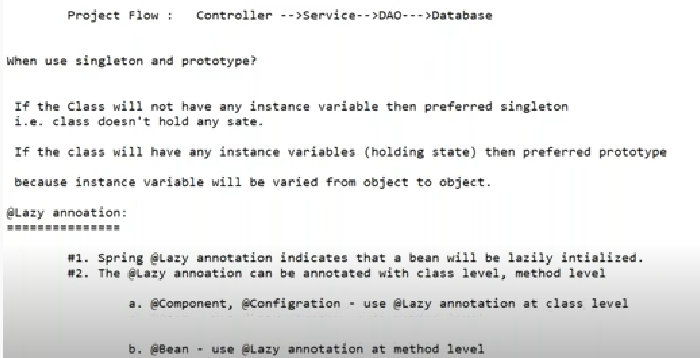 Project Flow :   Controller -->Service-->DAO--->Database
When use singleton and prototype?
If the Class will not have any instance variable then preferred singleton
i.e. class doesn't hold any sate.
If the class will have any instance variables (holding state) then preferred prototype
because instance variable will be varied from object to object.
@Lazy annoation:
===============
#1. Spring @Lazy annotation indicates that a bean will be lazily intialized.
#2. The @Lazy annoation can be annotated with class level, method level
a. @Component, @Configration - use @Lazy annotation at class level
b. @Bean - use @Lazy annotation at method level